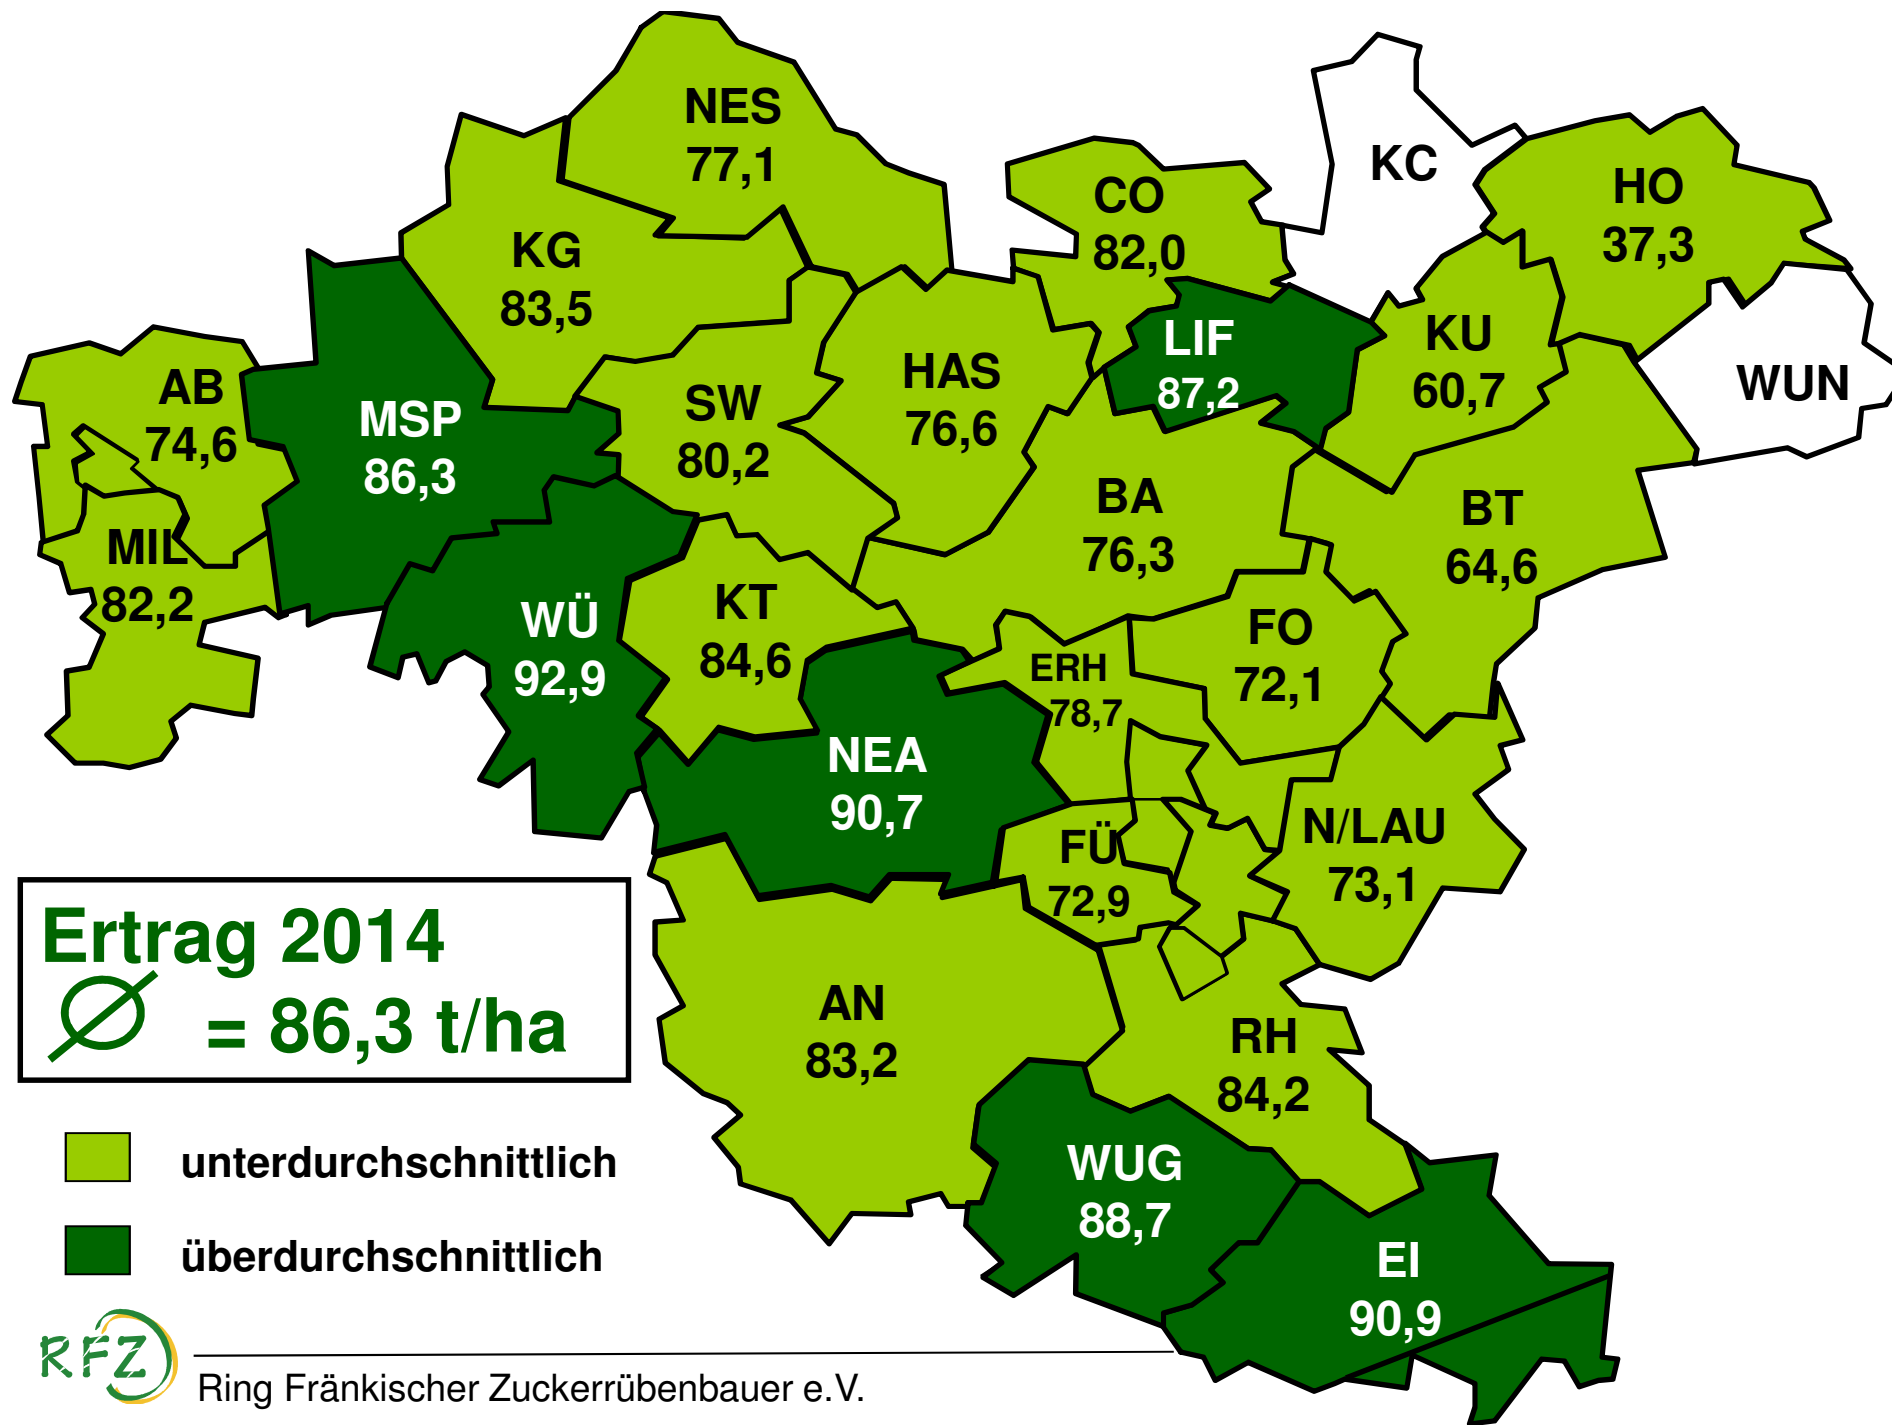 NES
77,1
KC
CO
82,0
HO
37,3
KG
83,5
LIF
87,2
KU
60,7
AB
74,6
MSP
86,3
SW
80,2
HAS
76,6
WUN
BA
76,3
BT
64,6
MIL
82,2
WÜ
92,9
KT
84,6
ERH
78,7
FO
72,1
NEA
90,7
FÜ
72,9
N/LAU
73,1
Ertrag 2014
Ø = 86,3 t/ha
AN
83,2
RH
84,2
unterdurchschnittlich
WUG
88,7
überdurchschnittlich
EI
90,9
RFZ
Ring Fränkischer Zuckerrübenbauer e.V.